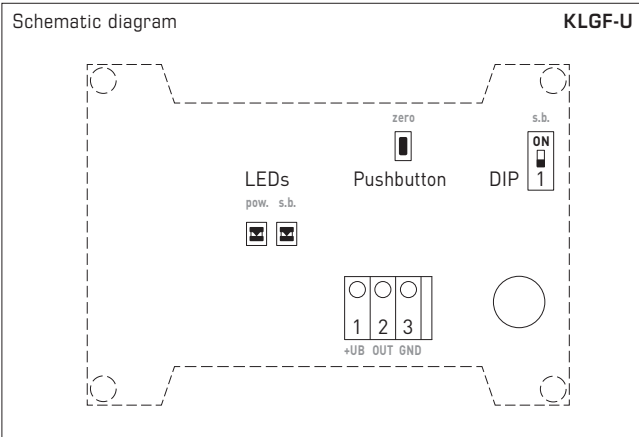 Schematic diagram KLGF-U
zero s.b.
ON
LEDs Pushbutton DIP 1
pow. s.b.
1 2 3
+UB OUT GND